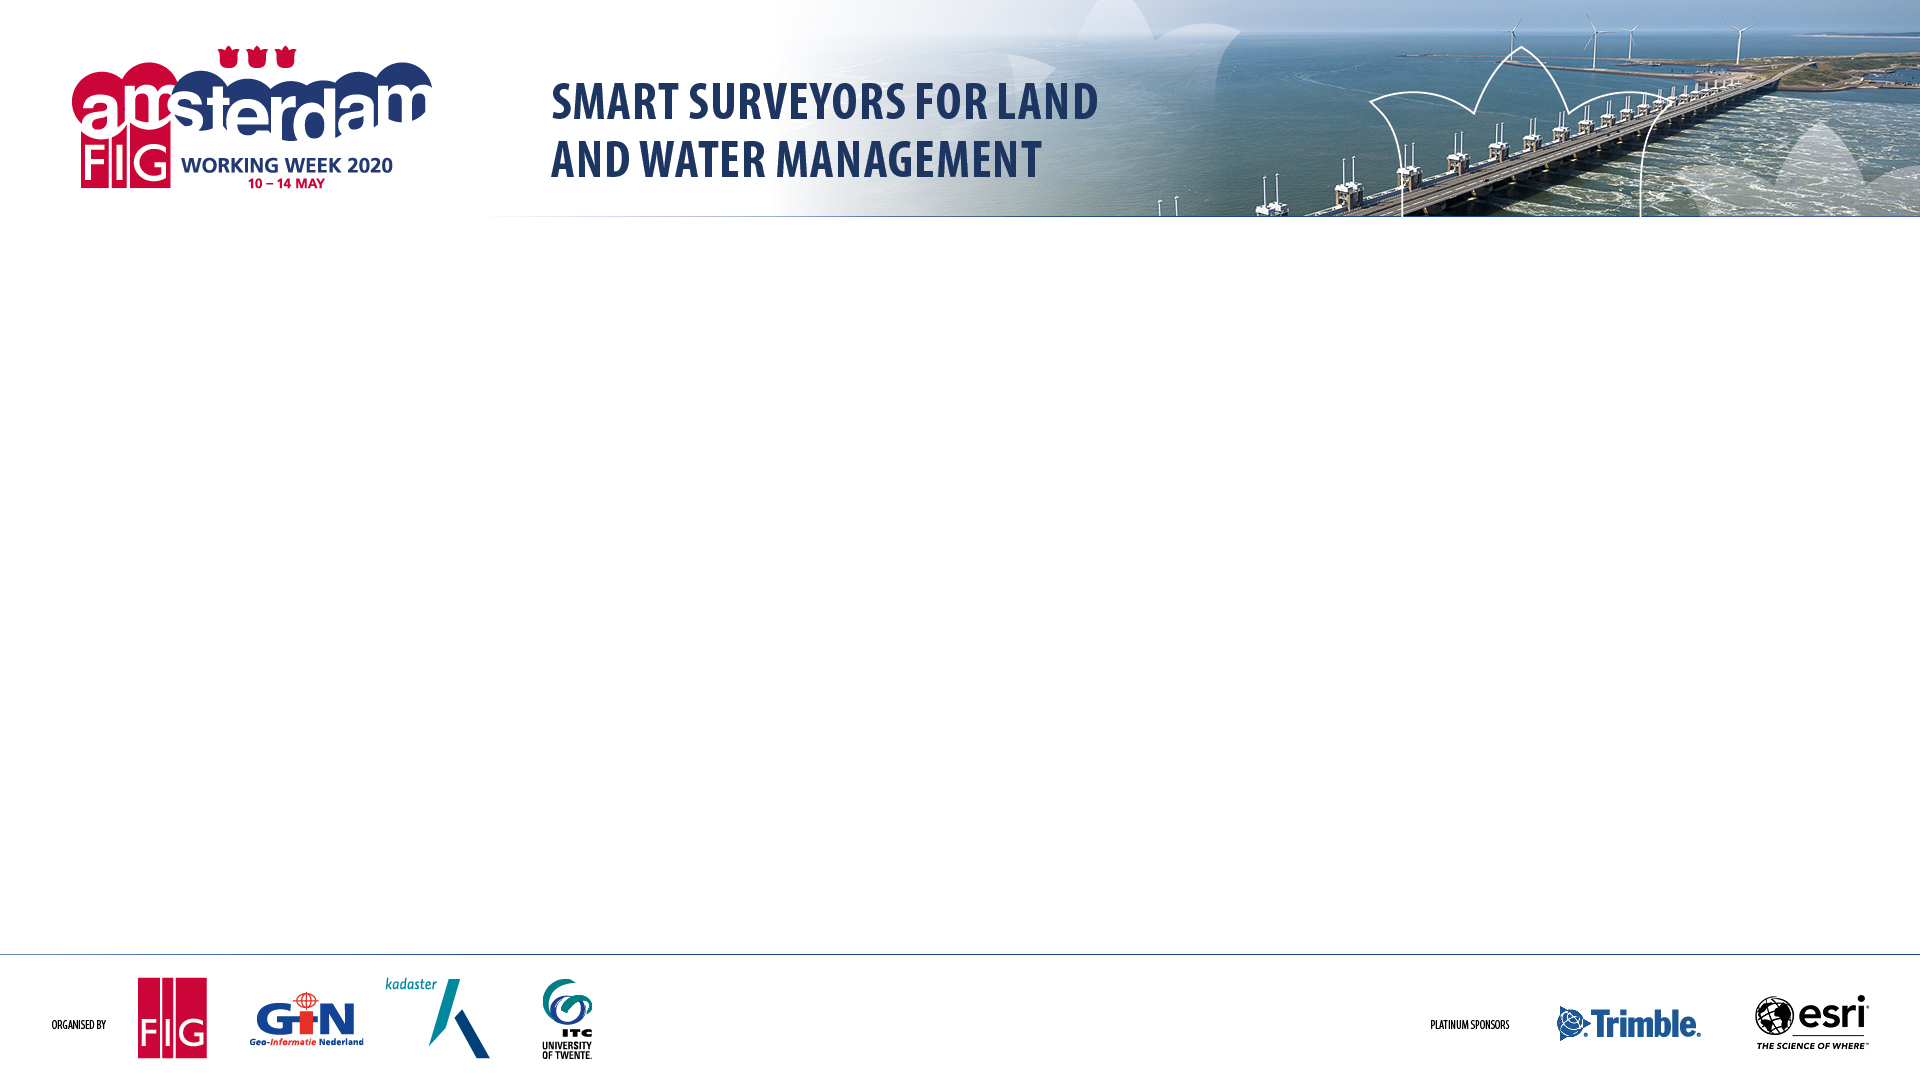 amsterdam
FIG
WORKING WEEK 2020
10 – 14 MAY
SMART SURVEYORS FOR LAND
AND WATER MANAGEMENT
ORGANISED BY
FIG
GiN
Geo-Informatie Nederland
kadaster
ITC
UNIVERSITY
OF TWENTE.
PLATINUM SPONSORS
Trimble.
esri
THE SCIENCE OF WHERE™